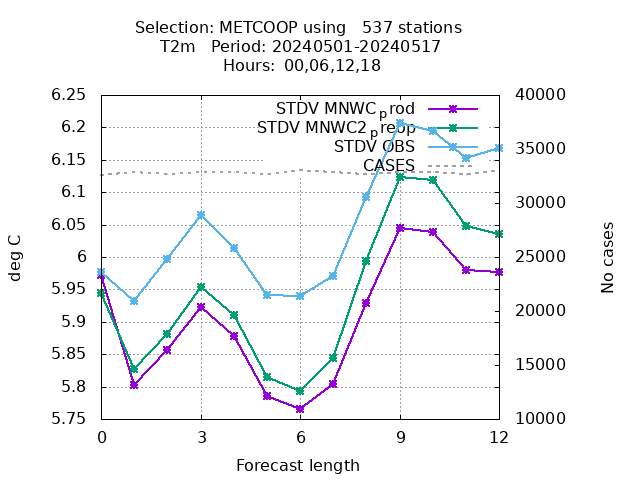 Selection: METCOOP using   537 stations
T2m   Period: 20240501-20240517
Hours: 00,06,12,18
6.25
6.2
6.15
6.1
6.05
6
5.95
5.9
5.85
5.8
5.75
deg C
STDV MNWCprod
STDV MNWC2preop
STDV OBS
CASES
40000
35000
30000
25000
20000
15000
10000
No cases
0 3 6 9 12
Forecast length